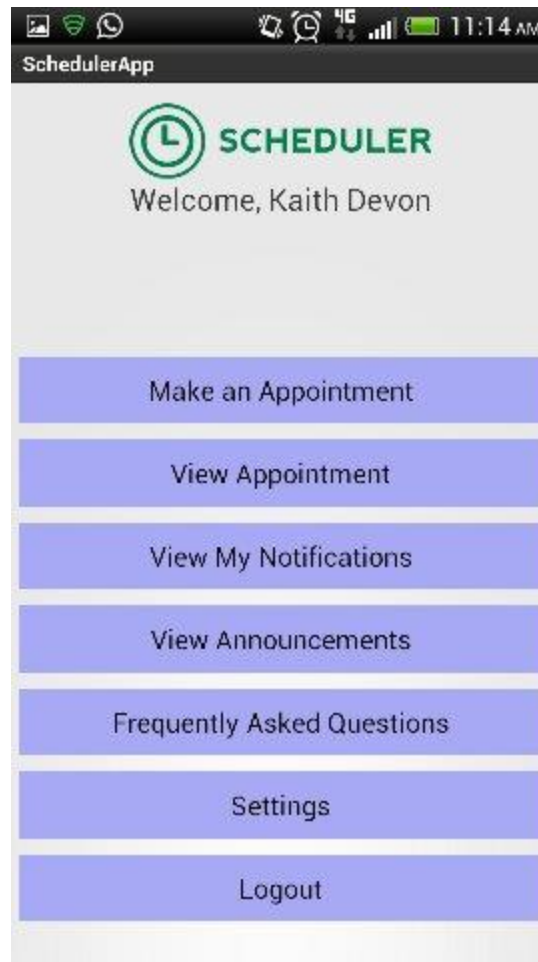 4G 11:14 AM
SchedulerApp
SCHEDULER
Welcome, Kaith Devon
Make an Appointment
View Appointment
View My Notifications
View Announcements
Frequently Asked Questions
Settings
Logout